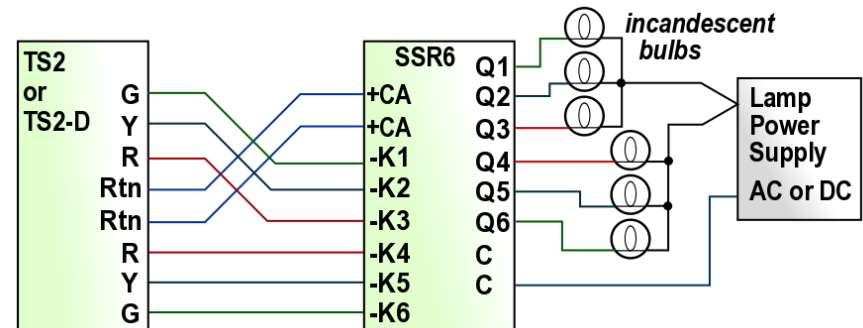 TS2
or
TS2-D
G
Y
R
Rtn
Rtn
R
Y
G
SSR6
+CA
+CA
-K1
-K2
-K3
-K4
-K5
-K6
Q1
Q2
Q3
Q4
Q5
Q6
C
C
incandescent
bulbs
Lamp
Power
Supply
AC or DC